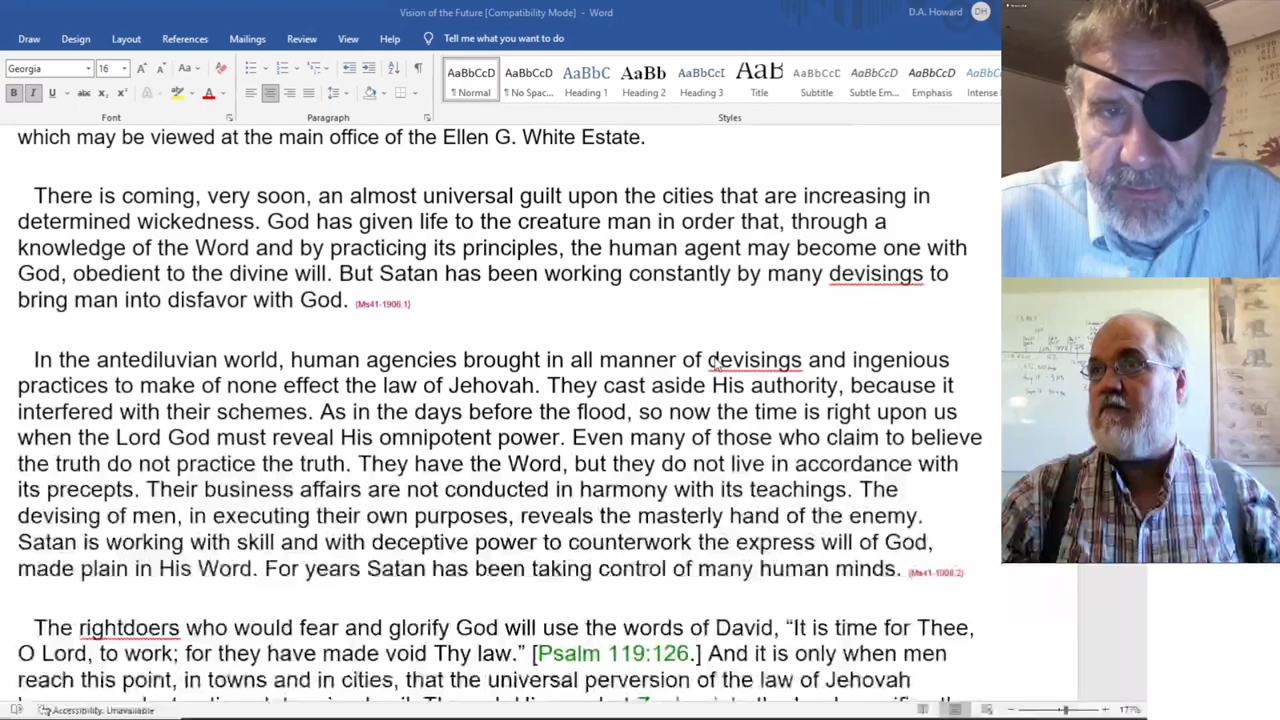 Vision of the Future [Compatibility Mode] - Word
D.A. Howard
DH
Draw Design Layout References Mailings Review View Help Tell me what you want to do
Georgia 16
AaBbCcD AaBbCcD AaBbC AaBb AaBbCcI AaB AaBbCcD AaBbCcD AaBbCcD AaBbC
¶ Normal ¶ No Spac... Heading 1 Heading 2 Heading 3 Title Subtitle Subtle Em... Emphasis Intense
Font Paragraph Styles
which may be viewed at the main office of the Ellen G. White Estate.
There is coming, very soon, an almost universal guilt upon the cities that are increasing in
determined wickedness. God has given life to the creature man in order that, through a
knowledge of the Word and by practicing its principles, the human agent may become one with
God, obedient to the divine will. But Satan has been working constantly by many devisings to
bring man into disfavor with God. {Ms41-1906.1}
In the antediluvian world, human agencies brought in all manner of devisings and ingenious
practices to make of none effect the law of Jehovah. They cast aside His authority, because it
interfered with their schemes. As in the days before the flood, so now the time is right upon us
when the Lord God must reveal His omnipotent power. Even many of those who claim to believe
the truth do not practice the truth. They have the Word, but they do not live in accordance with
its precepts. Their business affairs are not conducted in harmony with its teachings. The
devising of men, in executing their own purposes, reveals the masterly hand of the enemy.
Satan is working with skill and with deceptive power to counterwork the express will of God,
made plain in His Word. For years Satan has been taking control of many human minds. {Ms41-1906.2}
The rightdoers who would fear and glorify God will use the words of David, “It is time for Thee,
O Lord, to work; for they have made void Thy law.” [Psalm 119:126.] And it is only when men
reach this point, in towns and in cities, that the universal perversion of the law of Jehovah
Accessibility: Unavailable
177%